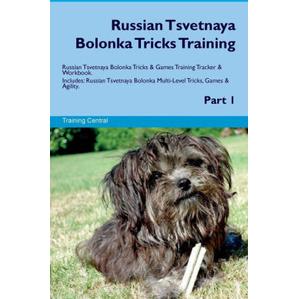 Russian Tsvetnaya
Bolonka Tricks Training
Russian Tsvetnaya Bolonka Tricks & Games Training Tracker &
Workbook.
Includes: Russian Tsvetnaya Bolonka Multi-Level Tricks, Games &
Agility.
Part 1
Training Central